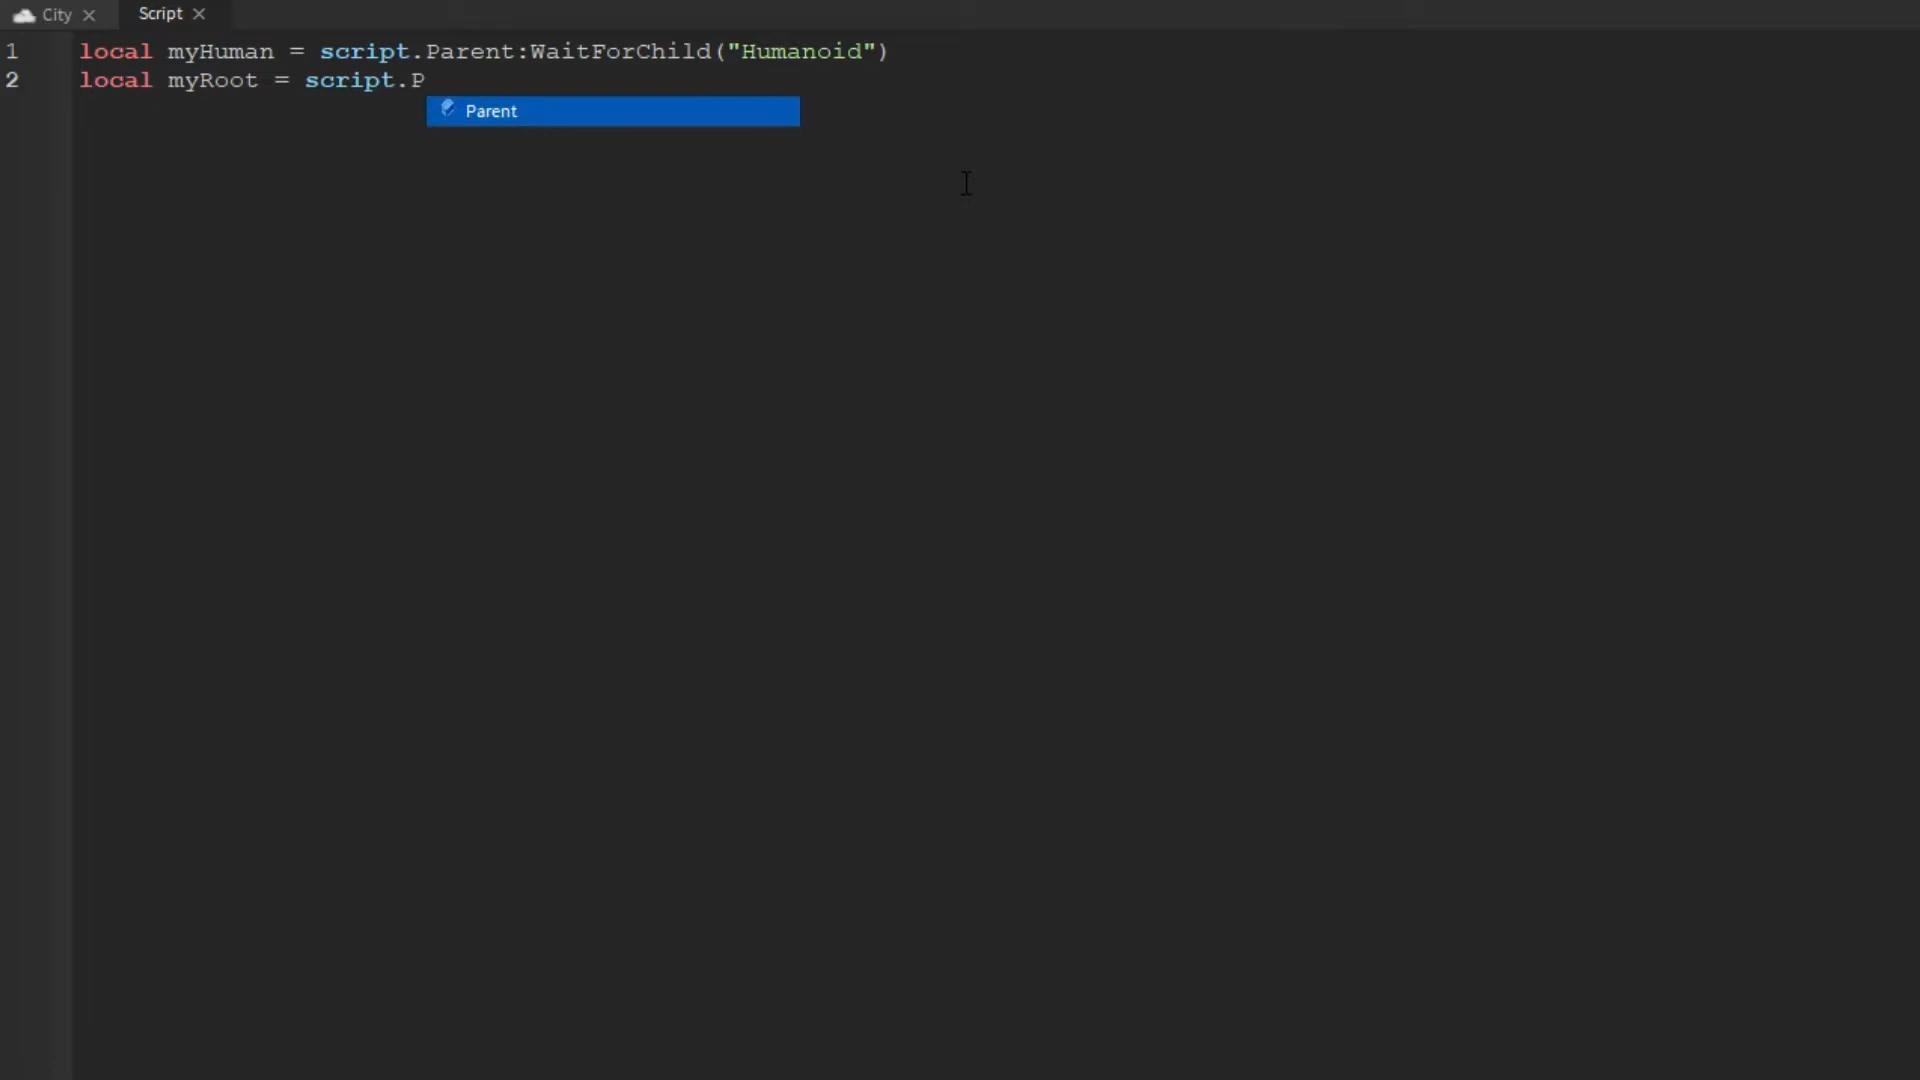 City
Script
1 local myHuman = script.Parent:WaitForChild("Humanoid")
2 local myRoot = script.P
Parent